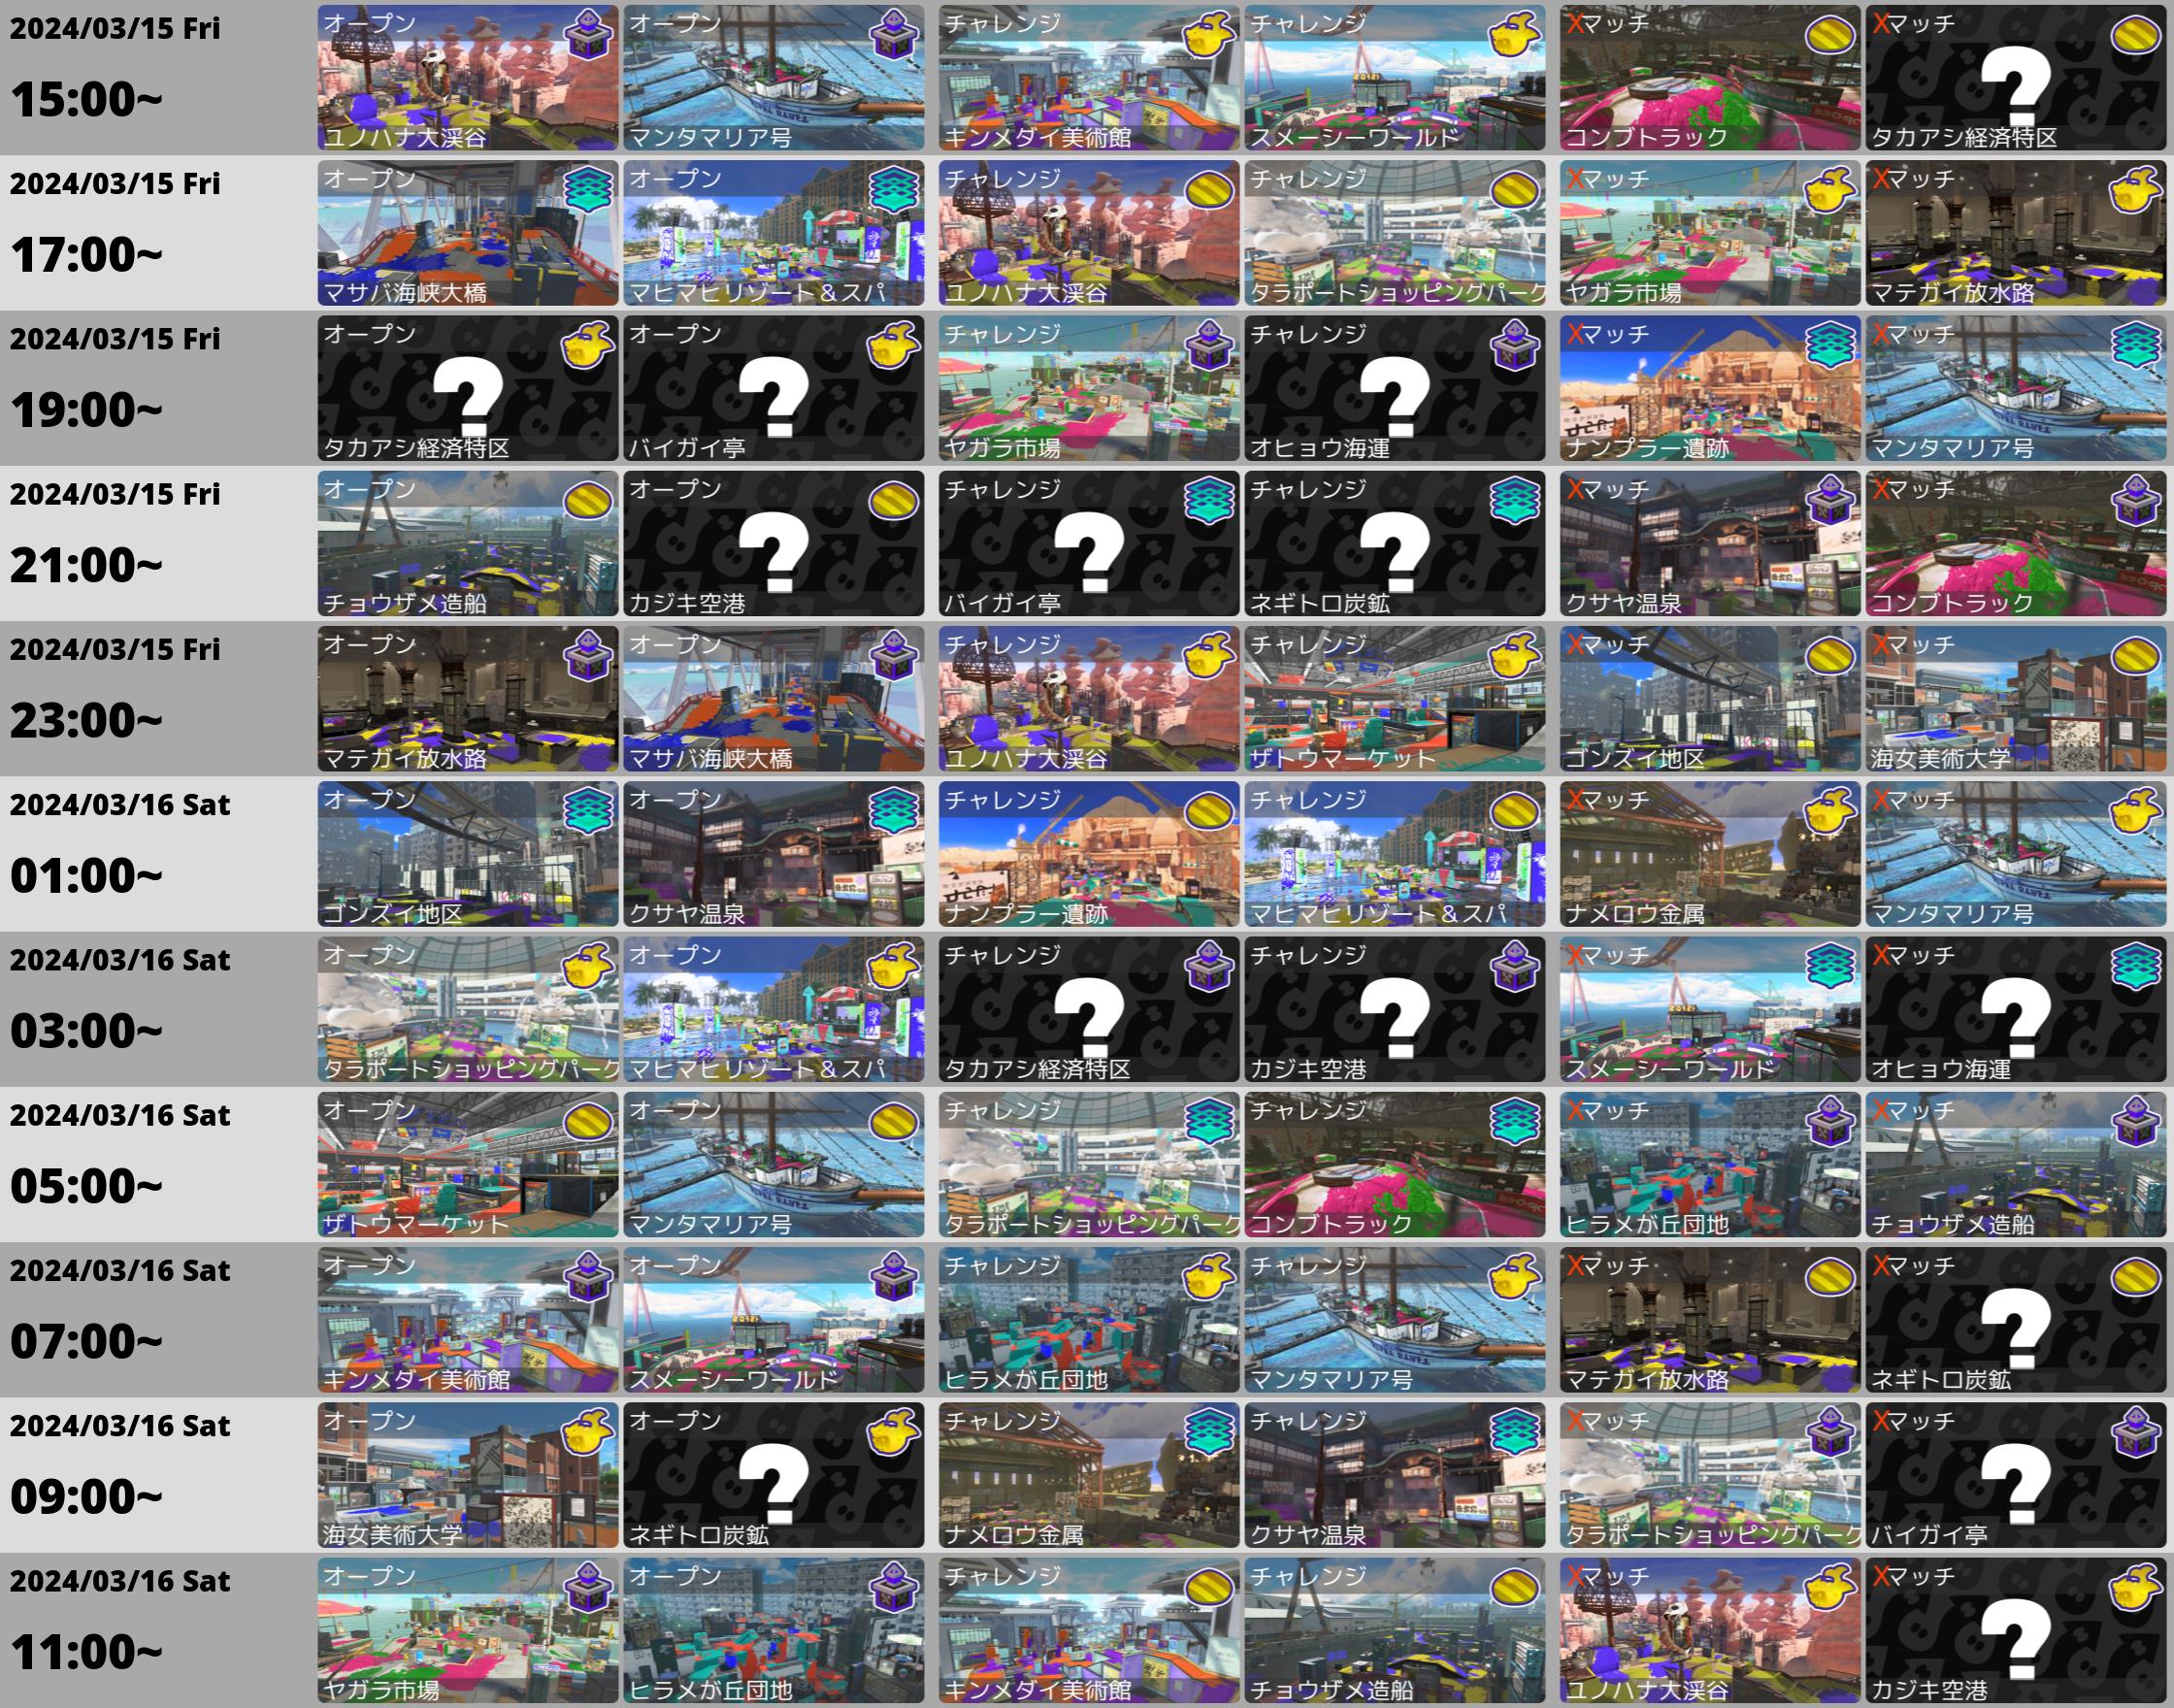 2024/03/15 Fri
15:00~
オープン
ユノハナ大渓谷
オープン
マンタマリア号
チャレンジ
キンメダイ美術館
チャレンジ
スメーシーワールド
Xマッチ
コンブトラック
Xマッチ
?
タカアシ経済特区
2024/03/15 Fri
17:00~
オープン
マサバ海峡大橋
オープン
マヒマヒリゾート＆スパ
チャレンジ
ユノハナ大渓谷
チャレンジ
タラポートショッピングパーク
Xマッチ
ヤガラ市場
Xマッチ
マテガイ放水路
2024/03/15 Fri
19:00~
オープン
?
タカアシ経済特区
オープン
?
バイガイ亭
チャレンジ
ヤガラ市場
チャレンジ
?
オヒョウ海運
Xマッチ
ナンプラー遺跡
Xマッチ
マンタマリア号
2024/03/15 Fri
21:00~
オープン
チョウザメ造船
オープン
?
カジキ空港
チャレンジ
?
バイガイ亭
チャレンジ
?
ネギトロ炭鉱
Xマッチ
クサヤ温泉
Xマッチ
コンブトラック
2024/03/15 Fri
23:00~
オープン
マテガイ放水路
オープン
マサバ海峡大橋
チャレンジ
ユノハナ大渓谷
チャレンジ
ザトウマーケット
Xマッチ
ゴンズイ地区
Xマッチ
海女美術大学
2024/03/16 Sat
01:00~
オープン
ゴンズイ地区
オープン
クサヤ温泉
チャレンジ
ナンプラー遺跡
チャレンジ
マヒマヒリゾート＆スパ
Xマッチ
ナメロウ金属
Xマッチ
マンタマリア号
2024/03/16 Sat
03:00~
オープン
タラポートショッピングパーク
オープン
マヒマヒリゾート＆スパ
チャレンジ
?
タカアシ経済特区
チャレンジ
?
カジキ空港
Xマッチ
スメーシーワールド
Xマッチ
?
オヒョウ海運
2024/03/16 Sat
05:00~
オープン
ザトウマーケット
オープン
マンタマリア号
チャレンジ
タラポートショッピングパーク
チャレンジ
コンブトラック
Xマッチ
ヒラメが丘団地
Xマッチ
チョウザメ造船
2024/03/16 Sat
07:00~
オープン
キンメダイ美術館
オープン
スメーシーワールド
チャレンジ
ヒラメが丘団地
チャレンジ
マンタマリア号
Xマッチ
マテガイ放水路
Xマッチ
?
ネギトロ炭鉱
2024/03/16 Sat
09:00~
オープン
海女美術大学
オープン
?
ネギトロ炭鉱
チャレンジ
ナメロウ金属
チャレンジ
クサヤ温泉
Xマッチ
タラポートショッピングパーク
Xマッチ
?
バイガイ亭
2024/03/16 Sat
11:00~
オープン
ヤガラ市場
オープン
ヒラメが丘団地
チャレンジ
キンメダイ美術館
チャレンジ
チョウザメ造船
Xマッチ
ユノハナ大渓谷
Xマッチ
?
カジキ空港